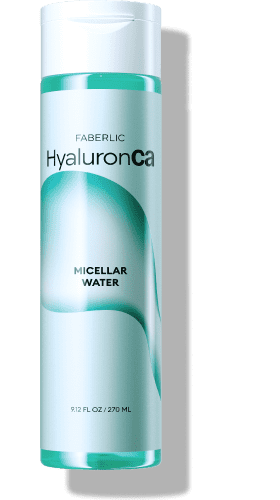 FABERLIC
HyaluronCa
MICELLAR
WATER
9.12 FL OZ / 270 ML